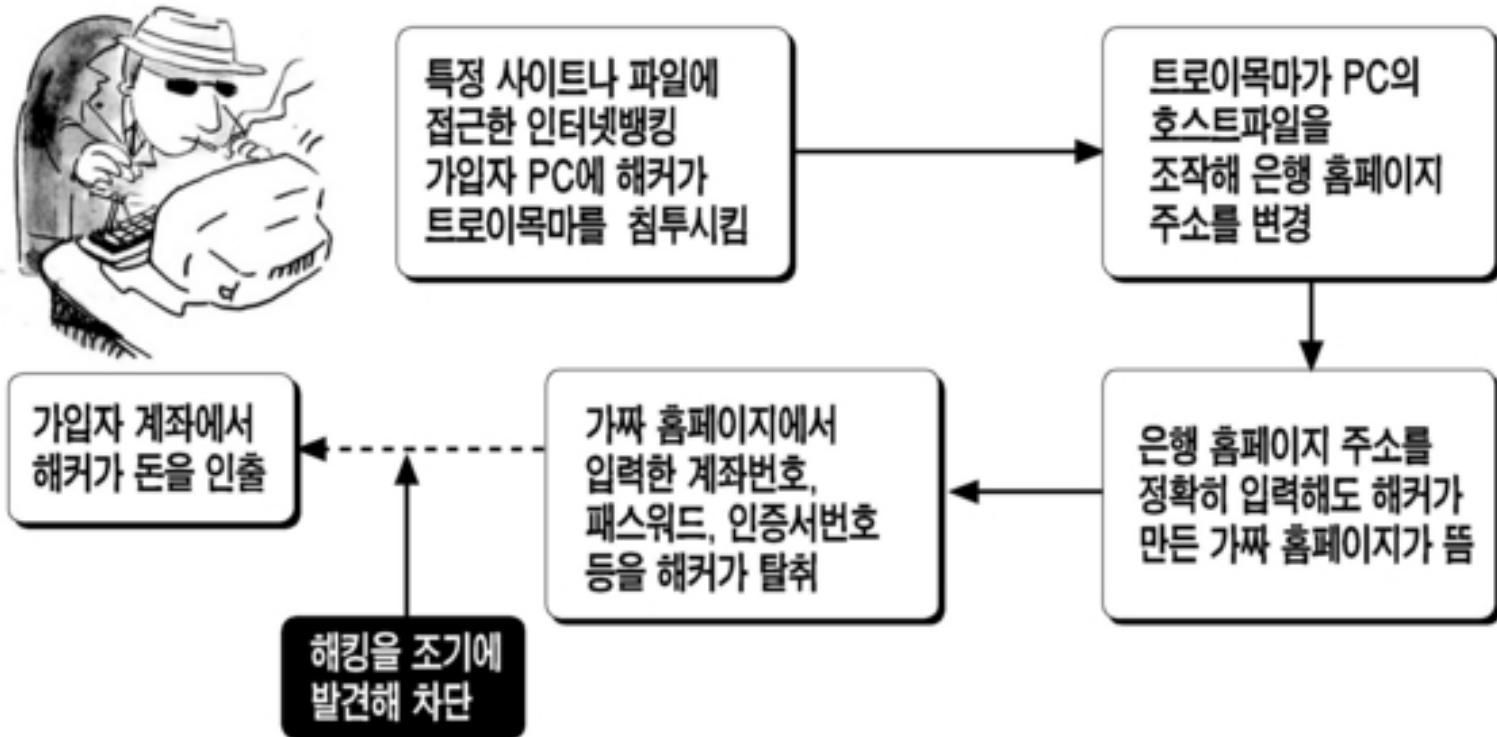 특정 사이트나 파일에
접근한 인터넷뱅킹
가입자 PC에 해커가
트로이목마를 침투시킴
트로이목마가 PC의
호스트파일을
조작해 은행 홈페이지
주소를 변경
은행 홈페이지 주소를
정확히 입력해도 해커가
만든 가짜 홈페이지가 뜸
가짜 홈페이지에서
입력한 계좌번호,
패스워드, 인증서번호
등을 해커가 탈취
해킹을 조기에
발견해 차단
가입자 계좌에서
해커가 돈을 인출